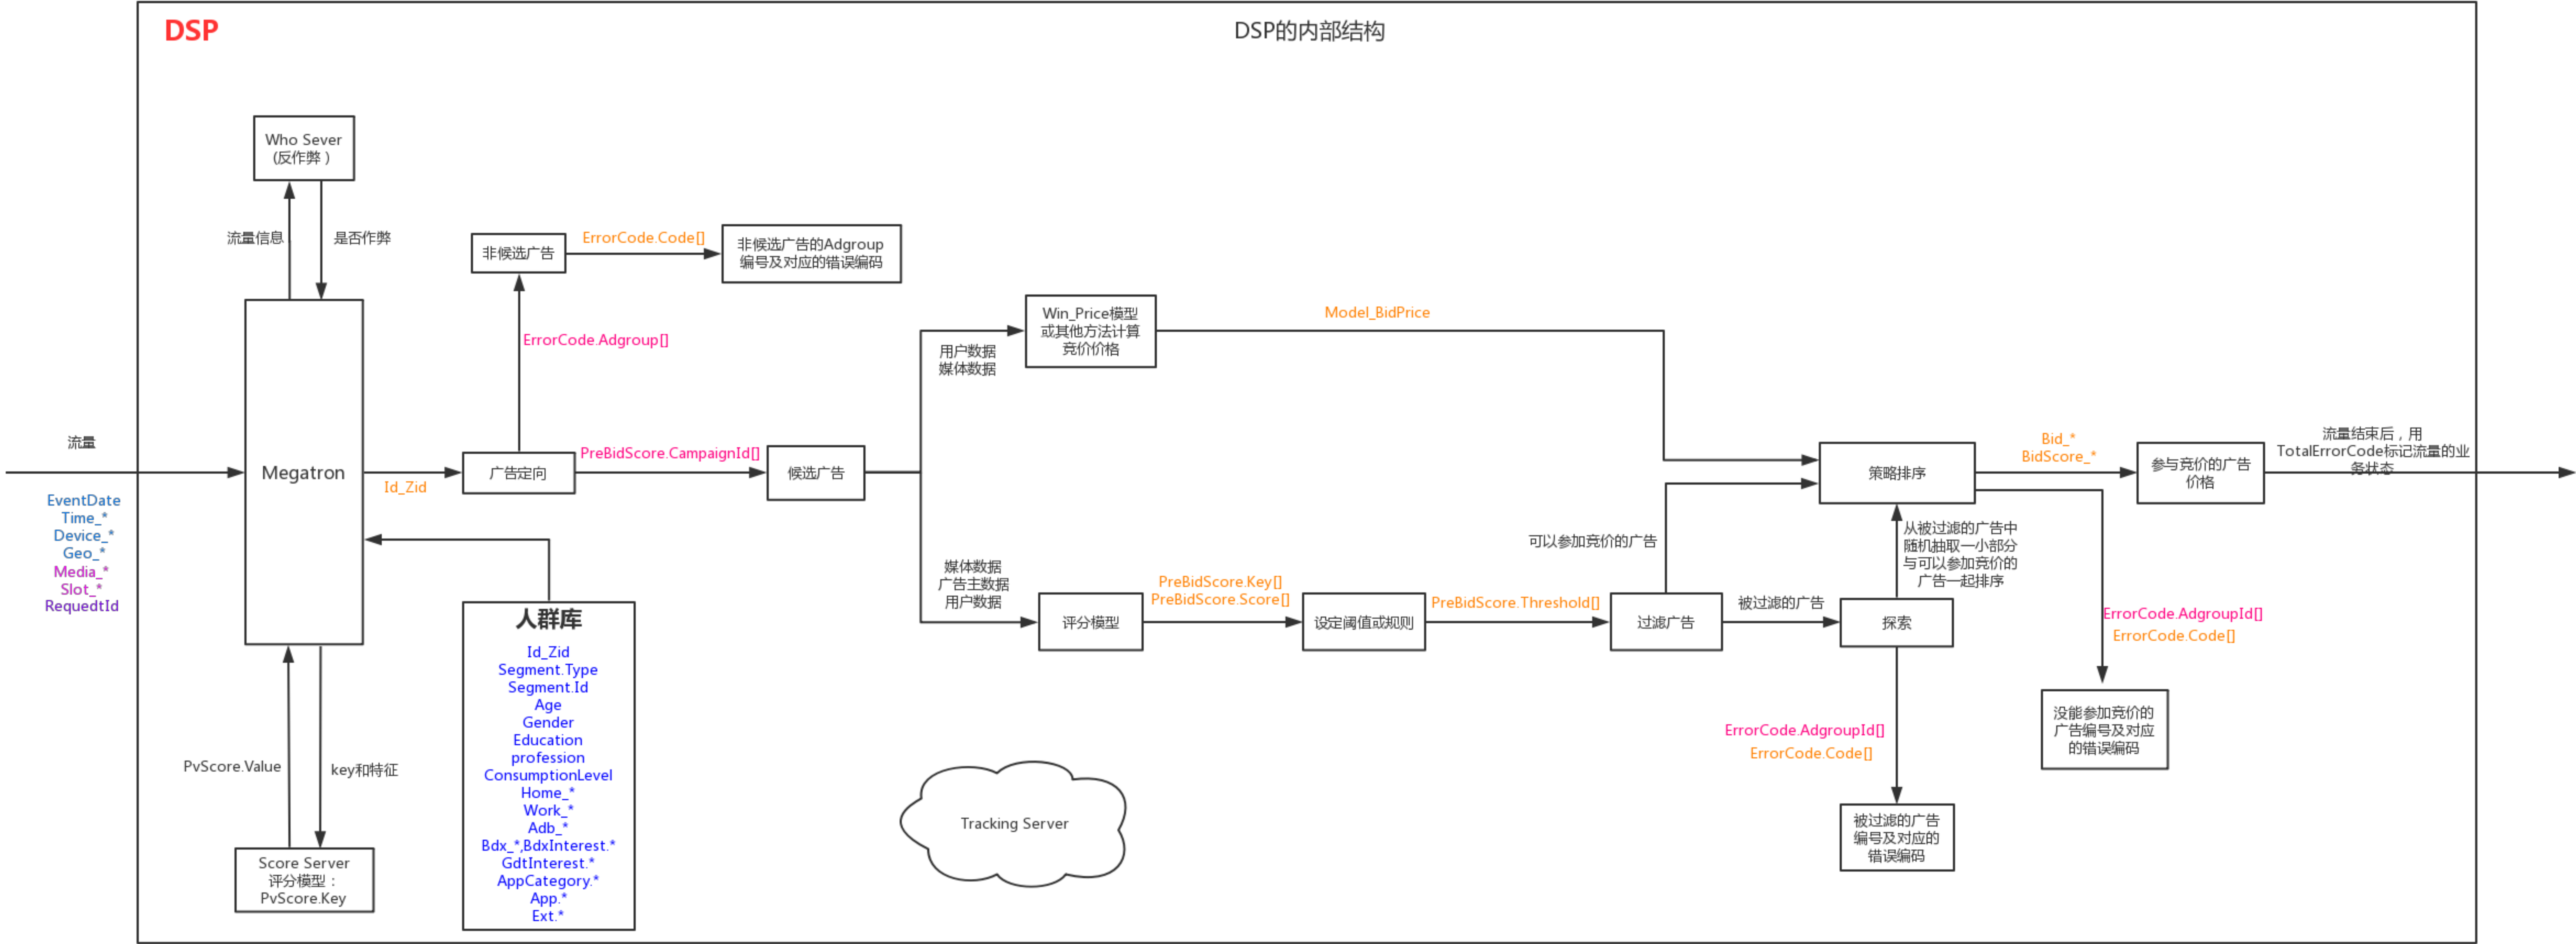 DSP
DSP的内部结构
Who Sever
(反作弊）
流量信息
是否作弊
非候选广告
ErrorCode.Code[]
非候选广告的Adgroup
编号及对应的错误编码
ErrorCode.Adgroup[]
流量
EventDate
Time_*
Device_*
Geo_*
Media_*
Slot_*
RequedtId
Megatron
Id_Zid
广告定向
PreBidScore.CampaignId[]
候选广告
用户数据
媒体数据
Win_Price模型
或其他方法计算
竞价价格
Model_BidPrice
媒体数据
广告主数据
用户数据
评分模型
PreBidScore.Key[]
PreBidScore.Score[]
设定阈值或规则
PreBidScore.Threshold[]
过滤广告
可以参加竞价的广告
被过滤的广告
探索
从被过滤的广告中
随机抽取一小部分
与可以参加竞价的
广告一起排序
策略排序
Bid_*
BidScore_*
参与竞价的广告
价格
流量结束后，用
TotalErrorCode标记流量的业
务状态
ErrorCode.AdgroupId[]
ErrorCode.Code[]
没能参加竞价的
广告编号及对应
的错误编码
ErrorCode.AdgroupId[]
ErrorCode.Code[]
被过滤的广告
编号及对应的
错误编码
人群库
Id_Zid
Segment.Type
Segment.Id
Age
Gender
Education
profession
ConsumptionLevel
Home_*
Work_*
Adb_*
Bdx_*,BdxInterest.*
GdtInterest.*
AppCategory.*
App.*
Ext.*
PvScore.Value
key和特征
Score Server
评分模型：
PvScore.Key
Tracking Server